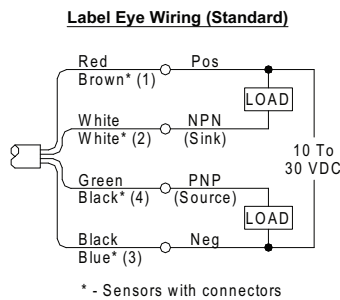 Label Eye Wiring (Standard)
Red Pos
Brown* (1)
LOAD
White NPN
White* (2) (Sink)
10 To
30 VDC
Green PNP
Black* (4) (Source)
LOAD
Black Neg
Blue* (3)
* - Sensors with connectors